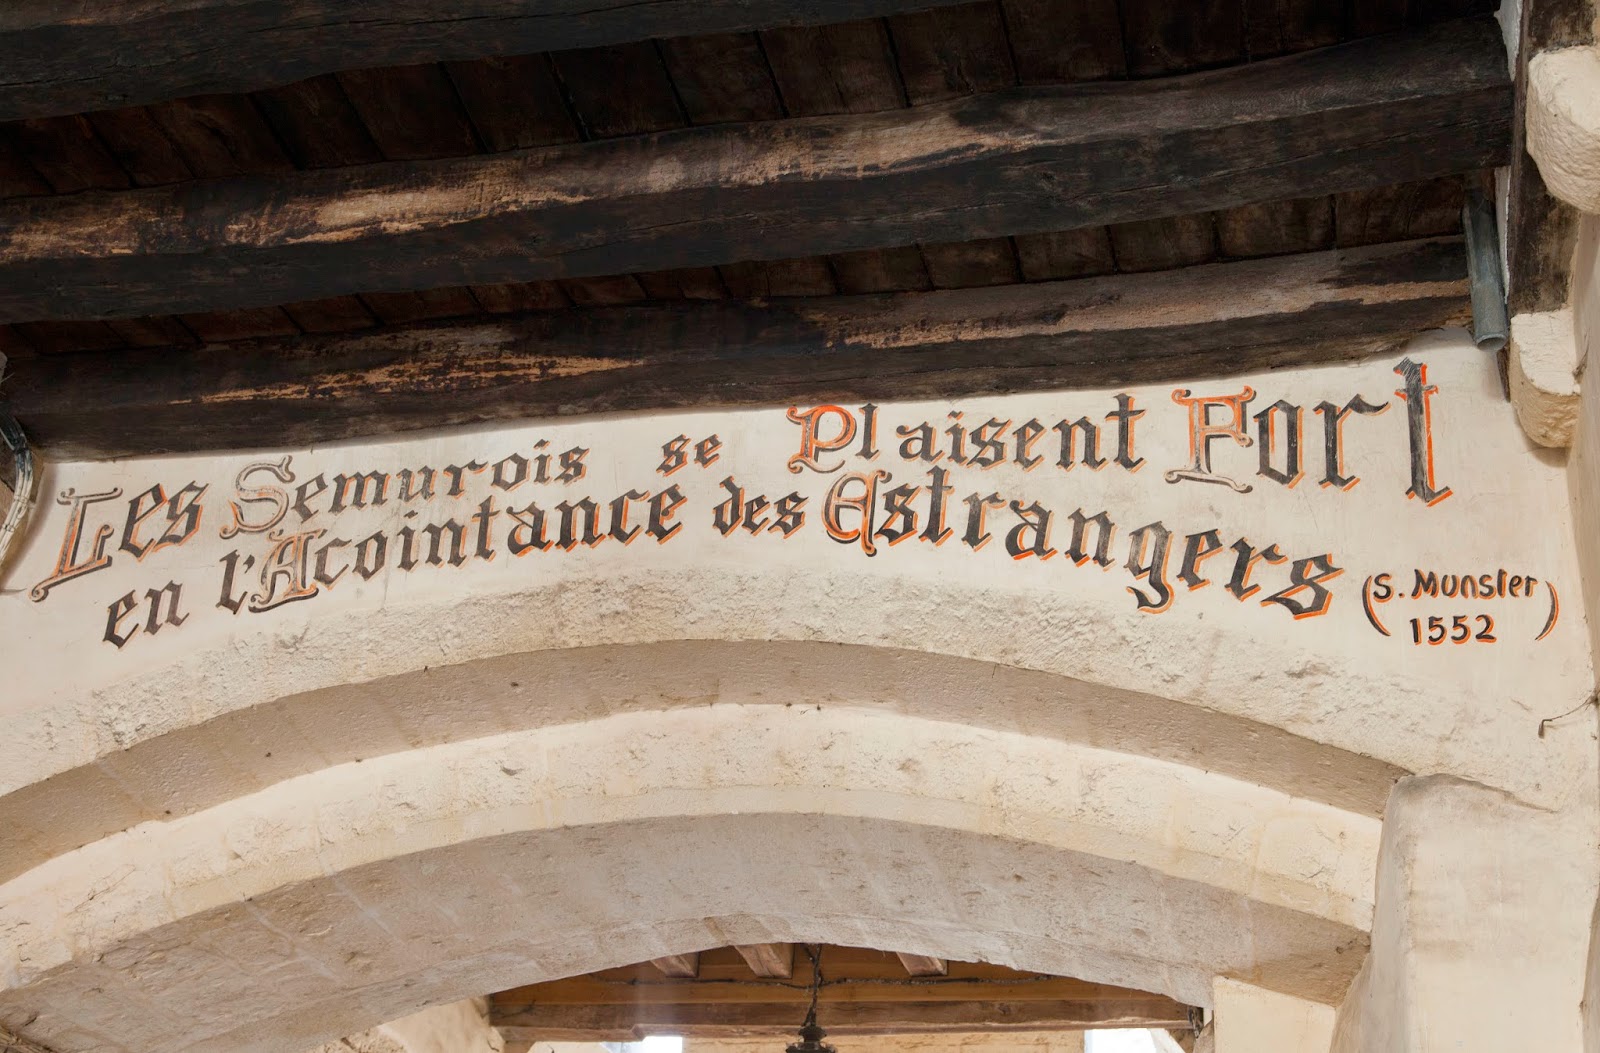 Les Semurois se Plaisent Fort
en l'Acointance des Estrangers
(S. Munster)
1552